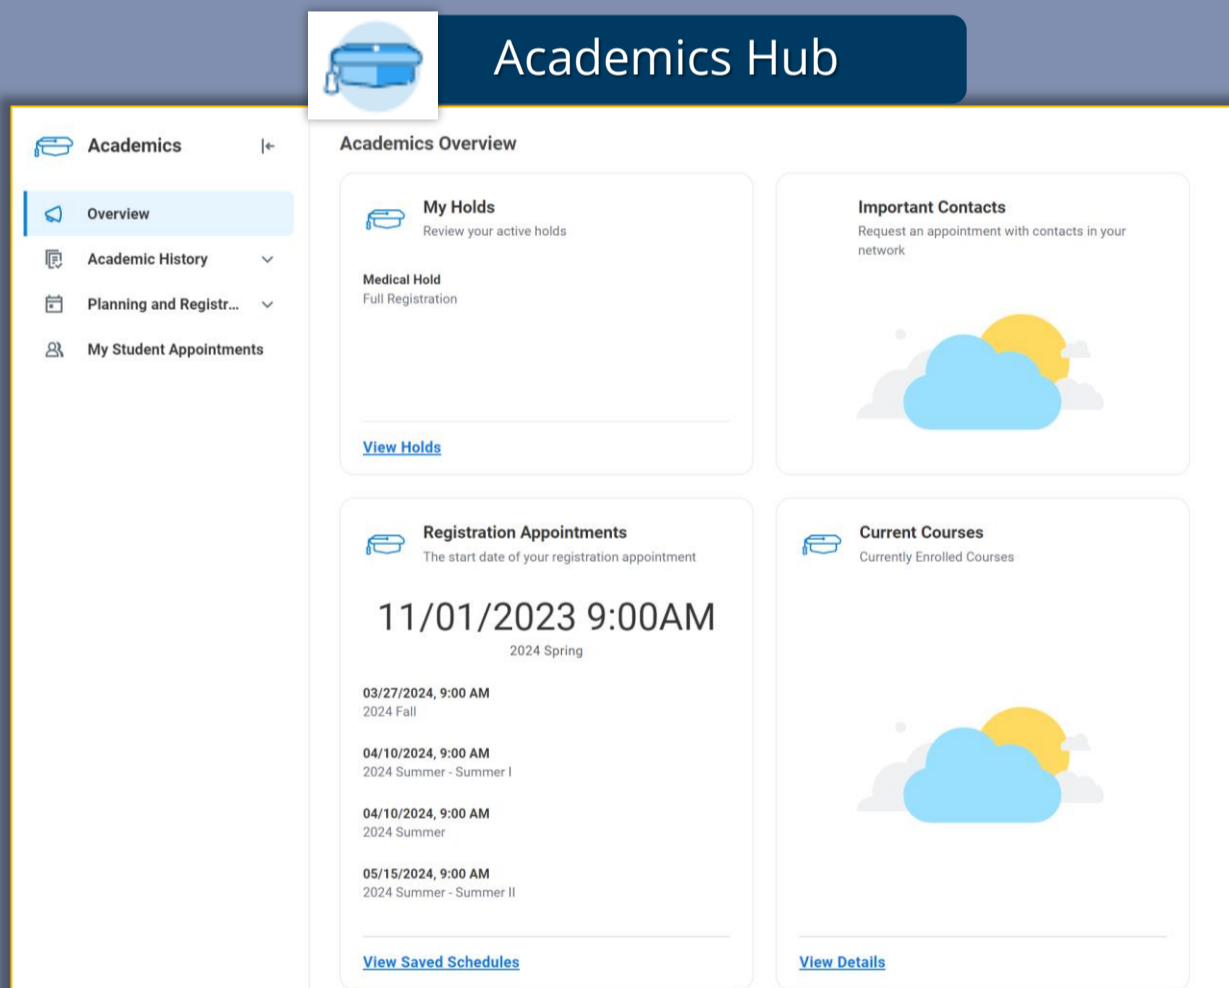 Academics Hub
Academics
Overview
Academic History
Planning and Registr...
My Student Appointments
Academics Overview
My Holds
Review your active holds
Medical Hold
Full Registration
View Holds
Important Contacts
Request an appointment with contacts in your
network
Registration Appointments
The start date of your registration appointment
11/01/2023 9:00AM
2024 Spring
03/27/2024, 9:00 AM
2024 Fall
04/10/2024, 9:00 AM
2024 Summer - Summer I
04/10/2024, 9:00 AM
2024 Summer
05/15/2024, 9:00 AM
2024 Summer - Summer II
View Saved Schedules
Current Courses
Currently Enrolled Courses
View Details